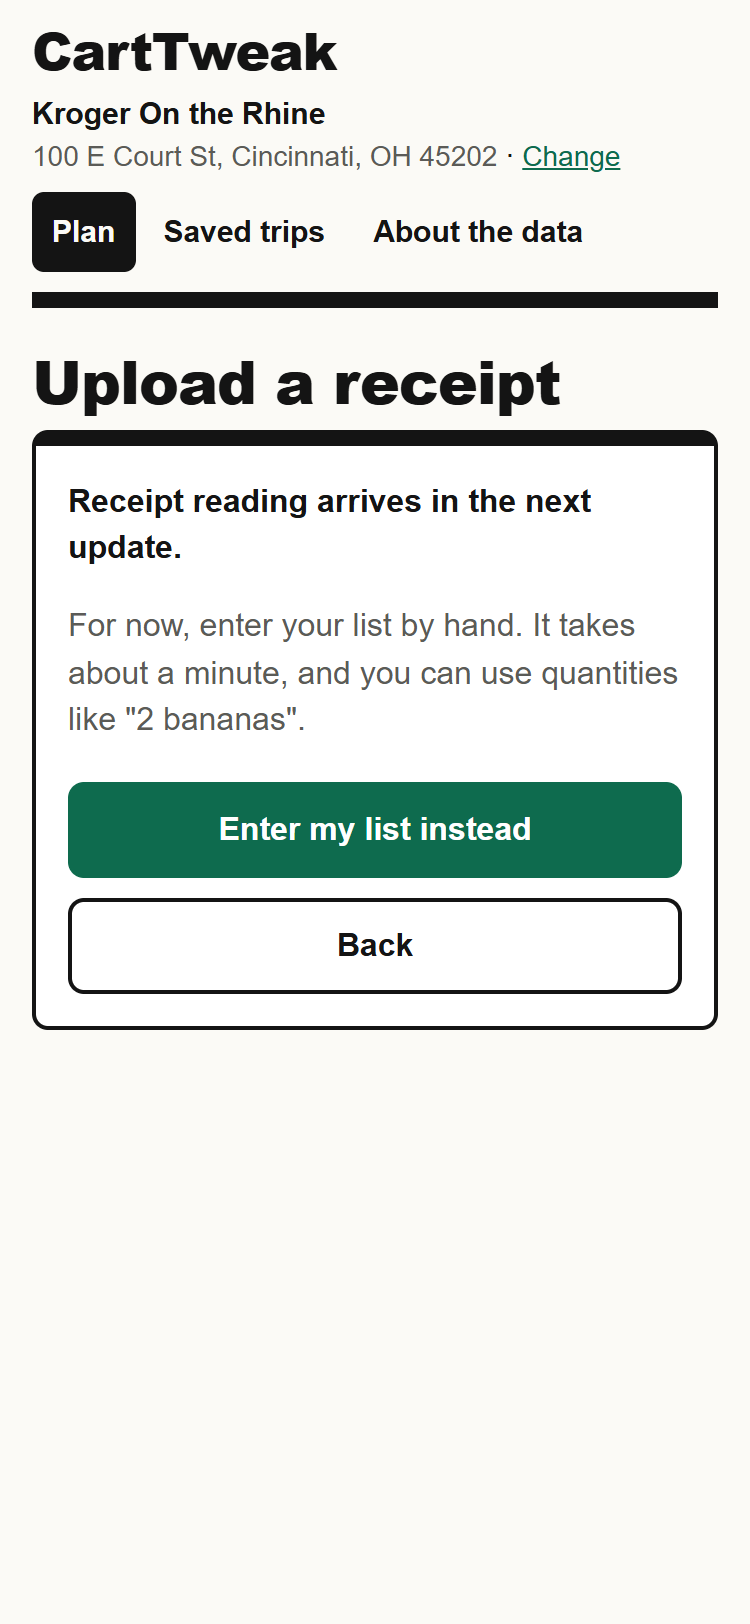 CartTweak
Kroger On the Rhine
100 E Court St, Cincinnati, OH 45202 · Change
Plan Saved trips About the data
Upload a receipt
Receipt reading arrives in the next
update.
For now, enter your list by hand. It takes
about a minute, and you can use quantities
like "2 bananas".
Enter my list instead
Back